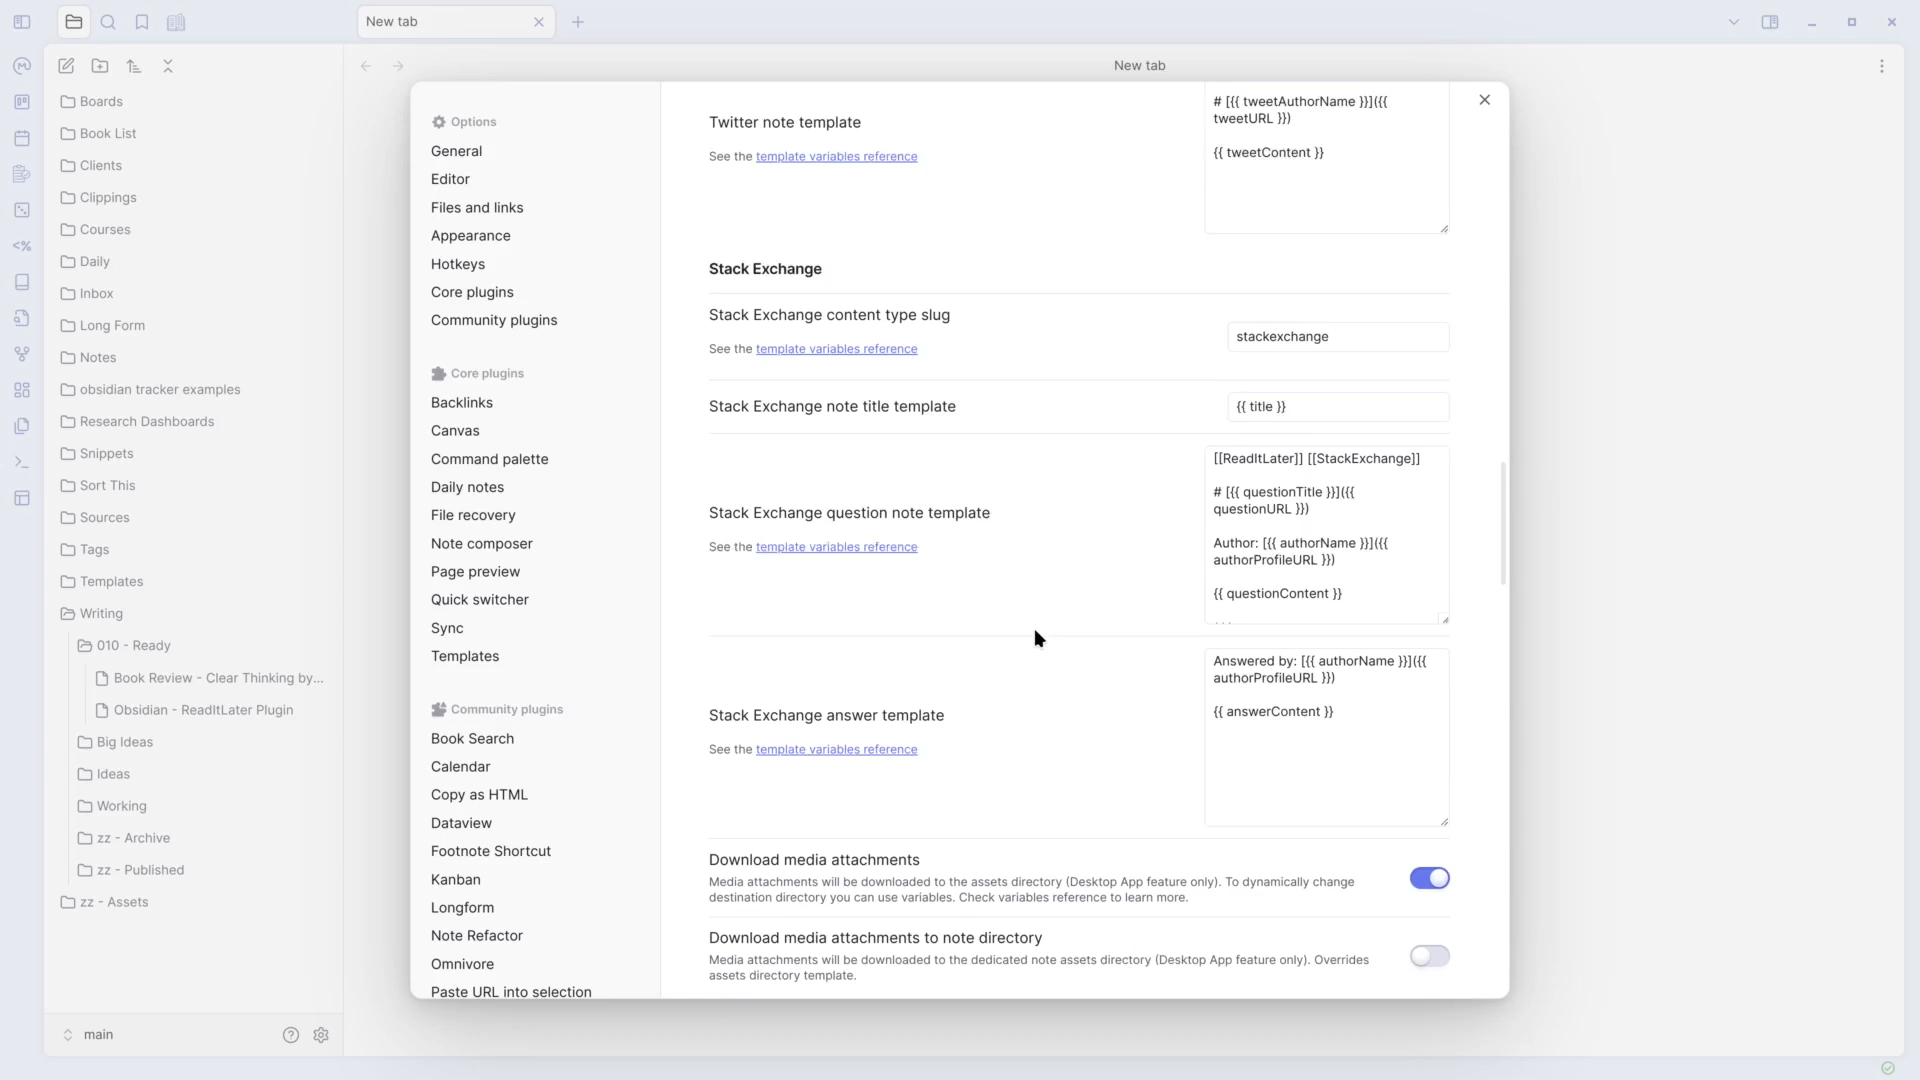 New tab
New tab
Boards
Book List
Clients
Clippings
Courses
Daily
Inbox
Long Form
Notes
obsidian tracker examples
Research Dashboards
Snippets
Sort This
Sources
Tags
Templates
Writing
010 - Ready
Book Review - Clear Thinking by...
Obsidian - ReadItLater Plugin
Big Ideas
Ideas
Working
zz - Archive
zz - Published
zz - Assets
main
Options
General
Editor
Files and links
Appearance
Hotkeys
Core plugins
Community plugins
Core plugins
Backlinks
Canvas
Command palette
Daily notes
File recovery
Note composer
Page preview
Quick switcher
Sync
Templates
Community plugins
Book Search
Calendar
Copy as HTML
Dataview
Footnote Shortcut
Kanban
Longform
Note Refactor
Omnivore
Paste URL into selection
Twitter note template
See the template variables reference
# [{{ tweetAuthorName }}]({{
tweetURL }})
{{ tweetContent }}
Stack Exchange
Stack Exchange content type slug
See the template variables reference
stackexchange
Stack Exchange note title template
{{ title }}
Stack Exchange question note template
See the template variables reference
[[ReadItLater]] [[StackExchange]]
# [{{ questionTitle }}]({{
questionURL }})
Author: [{{ authorName }}]({{
authorProfileURL }})
{{ questionContent }}
Stack Exchange answer template
See the template variables reference
Answered by: [{{ authorName }}]({{
authorProfileURL }})
{{ answerContent }}
Download media attachments
Media attachments will be downloaded to the assets directory (Desktop App feature only). To dynamically change
destination directory you can use variables. Check variables reference to learn more.
Download media attachments to note directory
Media attachments will be downloaded to the dedicated note assets directory (Desktop App feature only). Overrides
assets directory template.